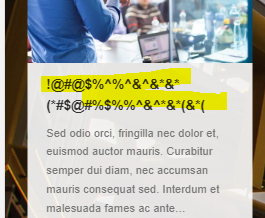 !@#@$%^%^&^&*&*
(*#$@#%$%%^&^*&*(&*(
Sed odio orci, fringilla nec dolor et,
euismod auctor mauris. Curabitur
semper dui diam, nec accumsan
mauris consequat sed. Interdum et
malesuada fames ac ante…